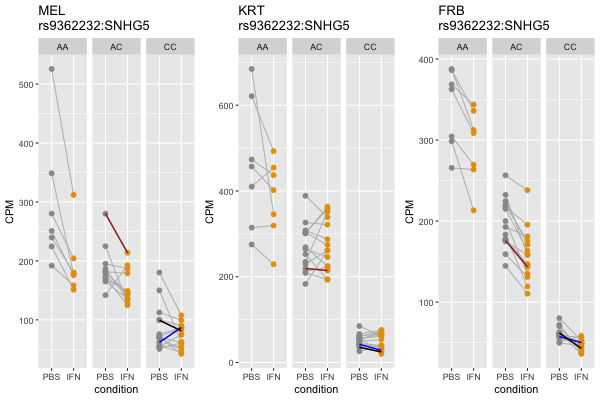 MEL
rs9362232:SNHG5
AA AC CC
500
400
300
200
100
CPM
PBS IFN PBS IFN PBS IFN
condition
KRT
rs9362232:SNHG5
AA AC CC
600
400
200
0
CPM
PBS IFN PBS IFN PBS IFN
condition
FRB
rs9362232:SNHG5
AA AC CC
400
300
200
100
CPM
PBS IFN PBS IFN PBS IFN
condition